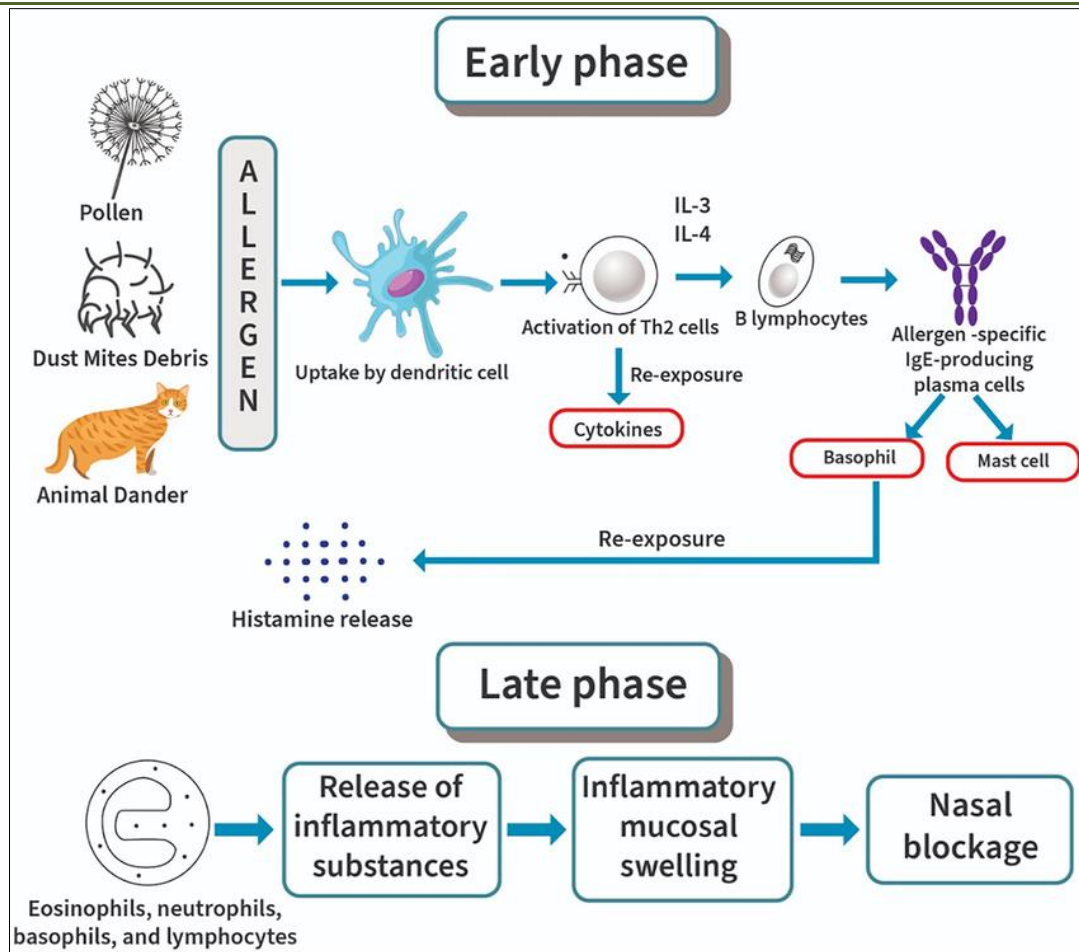 Early phase
Pollen
Dust Mites Debris
Animal Dander
A
L
L
E
R
G
E
N
Uptake by dendritic cell
IL-3
IL-4
Activation of Th2 cells
B lymphocytes
Allergen -specific
IgE-producing
plasma cells
Re-exposure
Cytokines
Basophil
Mast cell
Re-exposure
Histamine release
Late phase
Eosinophils, neutrophils,
basophils, and lymphocytes
Release of
inflammatory
substances
Inflammatory
mucosal
swelling
Nasal
blockage